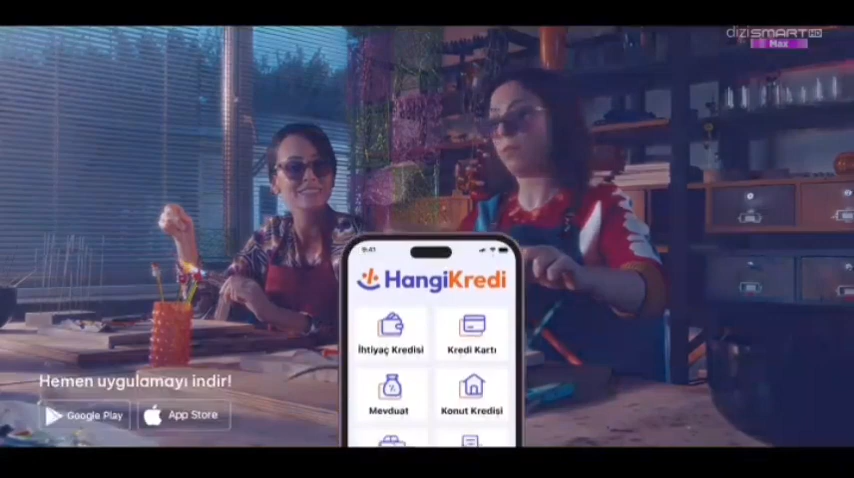 diziSMART HD
Max
9:41
HangiKredi
İhtiyaç Kredisi
Kredi Kartı
Mevduat
Konut Kredisi
Hemen uygulamayı indir!
Google Play
App Store